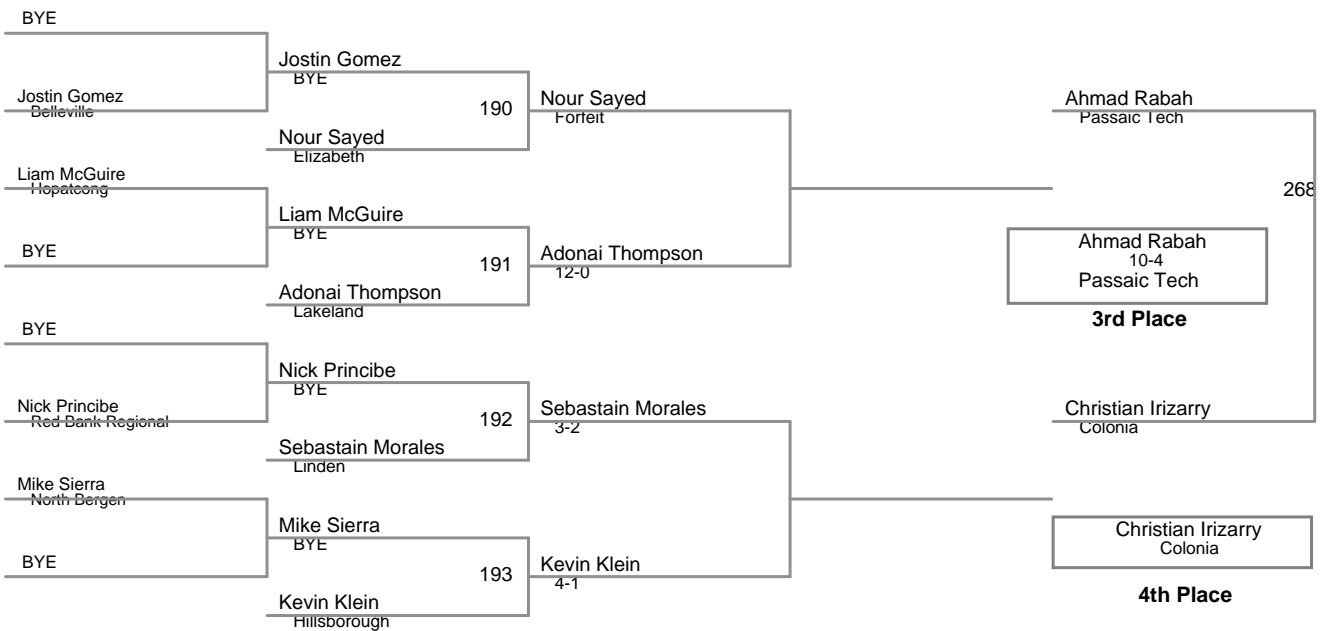 BYE
Jostin Gomez
Belleville
Liam McGuire
Hopatcong
BYE
BYE
Nick Principe
Red Bank Regional
Mike Sierra
North Bergen
BYE
Jostin Gomez
BYE
190
Nour Sayed
Elizabeth
Liam McGuire
BYE
191
Adonai Thompson
Lakeland
Nick Principe
BYE
192
Sebastain Morales
Linden
Mike Sierra
BYE
193
Kevin Klein
Hillsborough
Nour Sayed
Forfeit
Adonai Thompson
12-0
Sebastain Morales
3-2
Kevin Klein
4-1
Ahmad Rabah
Passaic Tech
268
Ahmad Rabah
10-4
Passaic Tech
3rd Place
Christian Irizarry
Colonia
Christian Irizarry
Colonia
4th Place